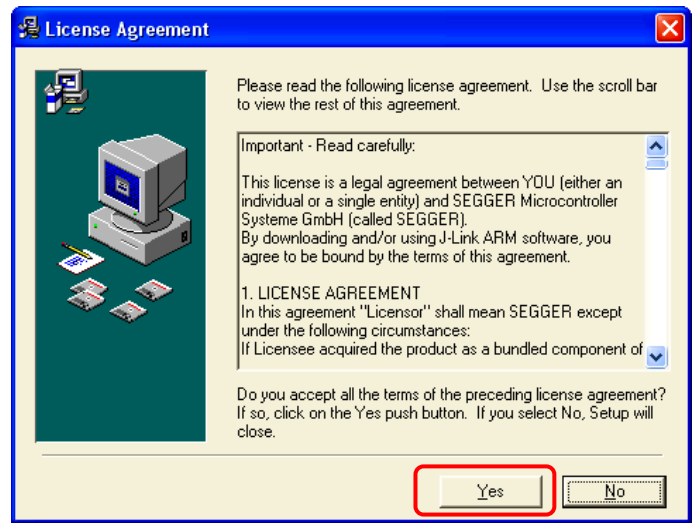 License Agreement
Please read the following license agreement. Use the scroll bar
to view the rest of this agreement.
Important - Read carefully:
This license is a legal agreement between YOU (either an
individual or a single entity) and SEGGER Microcontroller
Systeme GmbH (called SEGGER).
By downloading and/or using J-Link ARM software, you
agree to be bound by the terms of this agreement.
1. LICENSE AGREEMENT
In this agreement "Licensor" shall mean SEGGER except
under the following circumstances:
If Licensee acquired the product as a bundled component of
Do you accept all the terms of the preceding license agreement?
If so, click on the Yes push button. If you select No, Setup will
close.
Yes
No